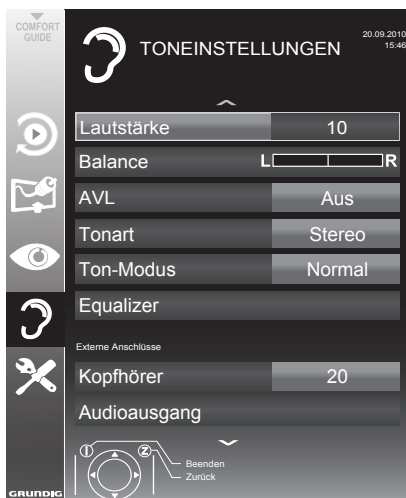 COMFORT
GUIDE
TONEINSTELLUNGEN
20.09.2010
15:46
Lautstärke 10
Balance L R
AVL Aus
Tonart Stereo
Ton-Modus Normal
Equalizer
Externe Anschlüsse
Kopfhörer 20
Audioausgang
i Z
Beenden
Zurück
GRUNDIG